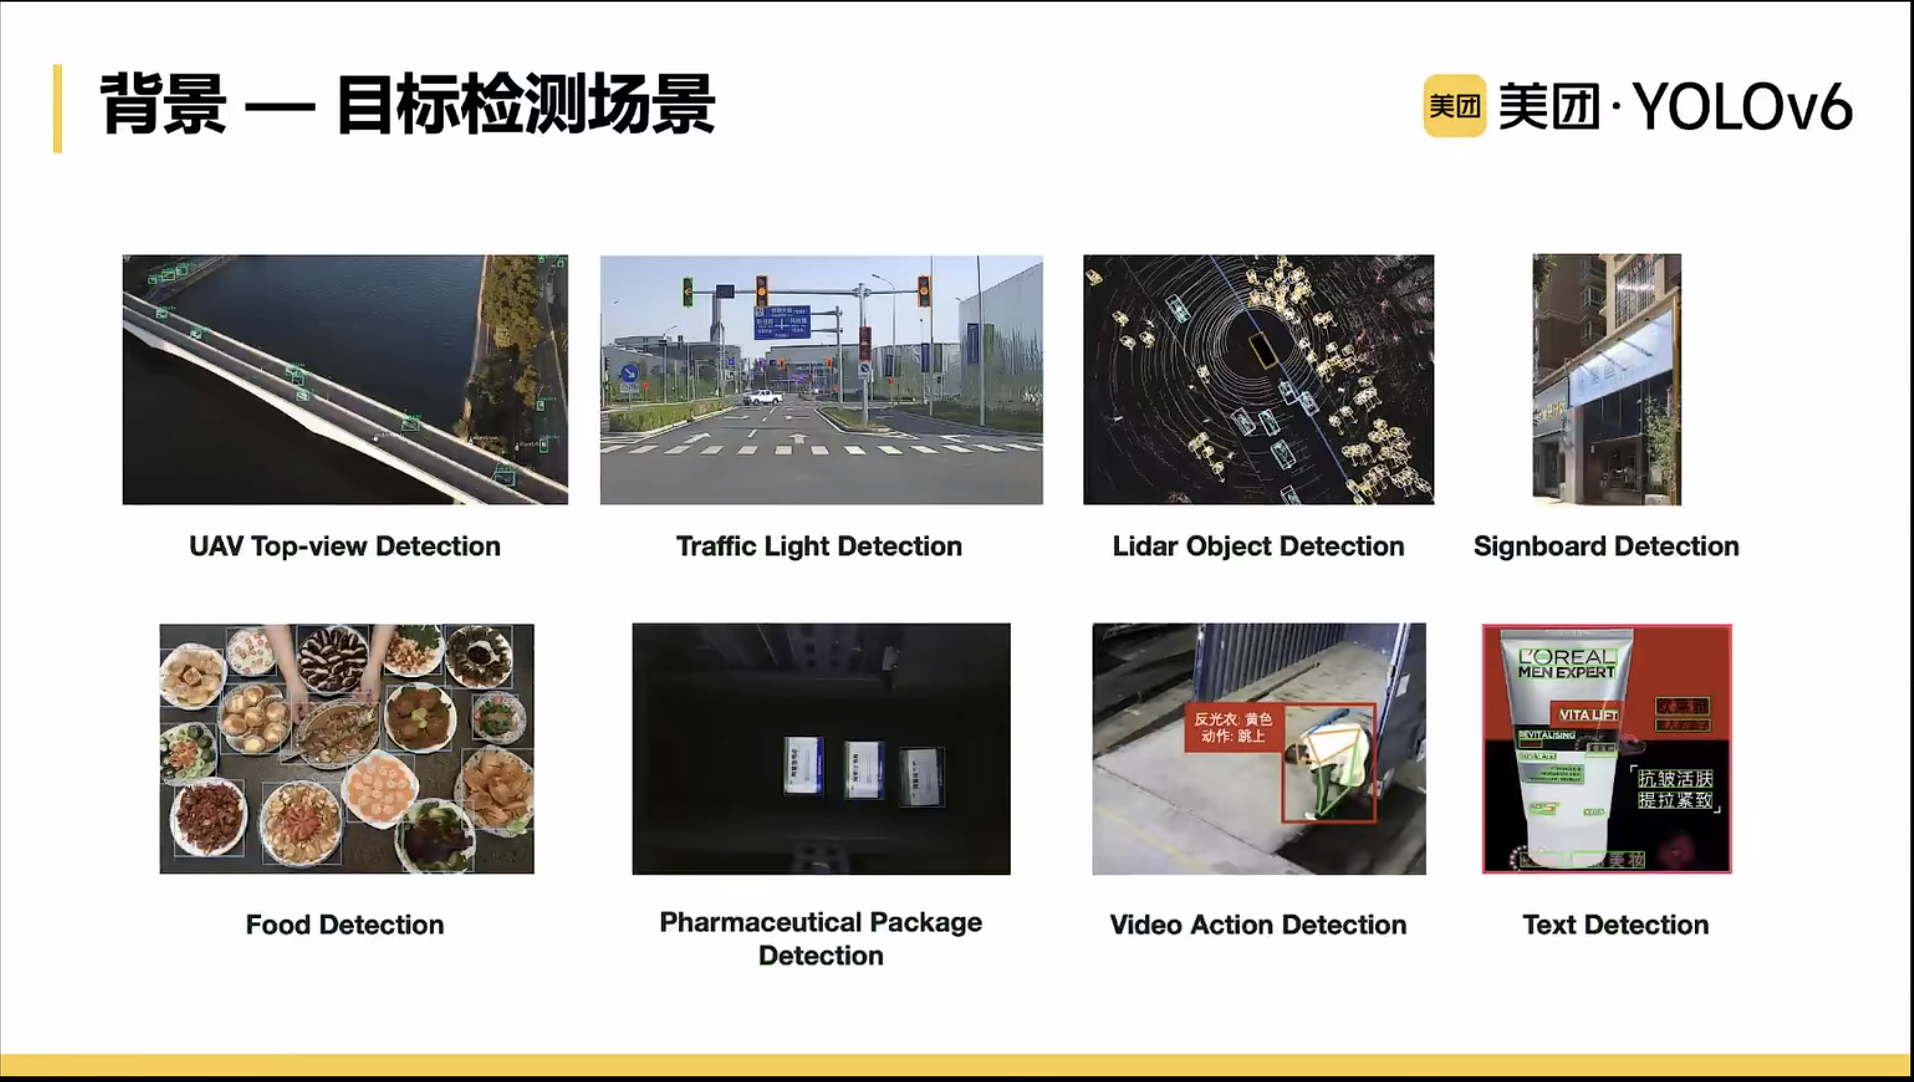 背景 — 目标检测场景
美团 美团·YOLOv6
UAV Top-view Detection
Traffic Light Detection
Lidar Object Detection
Signboard Detection
反光衣: 黄色
动作: 跳上
L'OREAL
MEN EXPERT
VITA LIFT
REVITALISING
欧莱雅
抗皱活肤
提拉紧致
美妆
Food Detection
Pharmaceutical Package
Detection
Video Action Detection
Text Detection